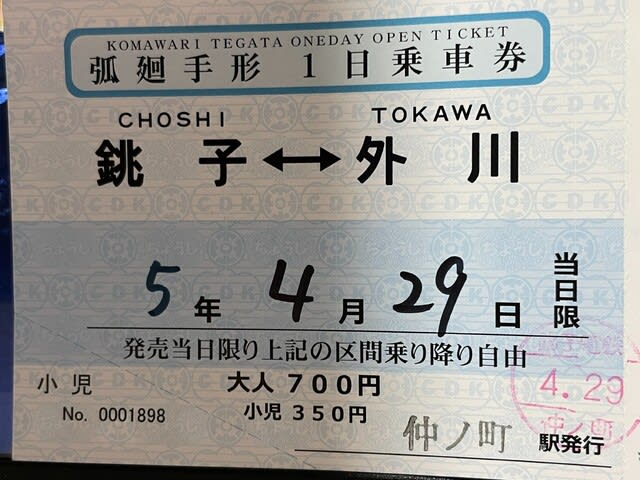 KOMAWARI TEGATA ONEDAY OPEN TICKET
弧廻手形 1日乗車券
CHOSHI TOKAWA
銚子↔外川
5年4月29日 当日限
発売当日限り上記の区間乗り降り自由
小児 大人 700円
No. 0001898 小児 350円
仲ノ町 駅発行
4.29
仲ノ町